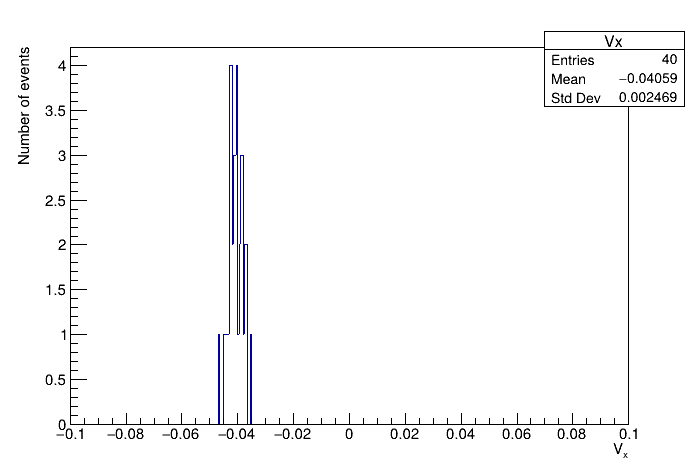 Vx
Entries 40
Mean −0.04059
Std Dev 0.002469
Number of events
4
3.5
3
2.5
2
1.5
1
0.5
0
−0.1 −0.08 −0.06 −0.04 −0.02 0 0.02 0.04 0.06 0.08 0.1
Vx